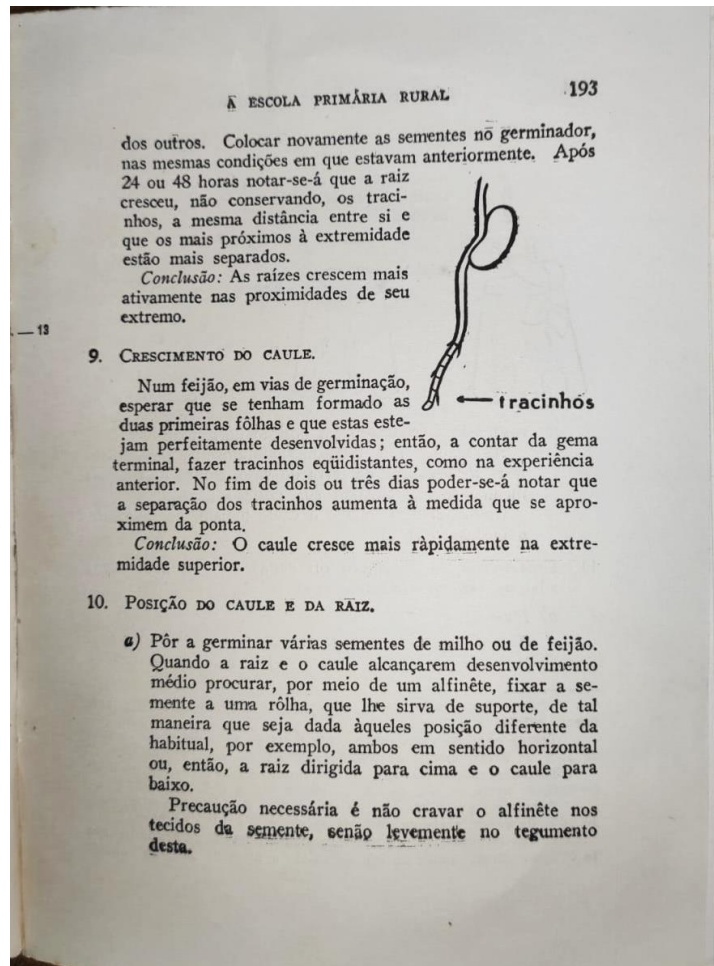 A ESCOLA PRIMÁRIA RURAL 193
dos outros. Colocar novamente as sementes no germinador,
nas mesmas condições em que estavam anteriormente. Após
24 ou 48 horas notar-se-á que a raiz
cresceu, não conservando, os traci-
nhos, a mesma distância entre si e
que os mais próximos à extremidade
estão mais separados.
Conclusão: As raízes crescem mais
ativamente nas proximidades de seu
extremo.
— 13
9. CRESCIMENTO DO CAULE.
Num feijão, em vias de germinação,
esperar que se tenham formado as
duas primeiras fôlhas e que estas este-
tracinhos
jam perfeitamente desenvolvidas; então, a contar da gema
terminal, fazer tracinhos eqüidistantes, como na experiência
anterior. No fim de dois ou três dias poder-se-á notar que
a separação dos tracinhos aumenta à medida que se apro-
ximem da ponta.
Conclusão: O caule cresce mais ràpidamente na extre-
midade superior.
10. POSIÇÃO DO CAULE E DA RAIZ.
a) Pôr a germinar várias sementes de milho ou de feijão.
Quando a raiz e o caule alcançarem desenvolvimento
médio procurar, por meio de um alfinête, fixar a se-
mente a uma rôlha, que lhe sirva de suporte, de tal
maneira que seja dada àqueles posição diferente da
habitual, por exemplo, ambos em sentido horizontal
ou, então, a raiz dirigida para cima e o caule para
baixo.
Precaução necessária é não cravar o alfinête nos
tecidos da semente, senão levemente no tegumento
desta.